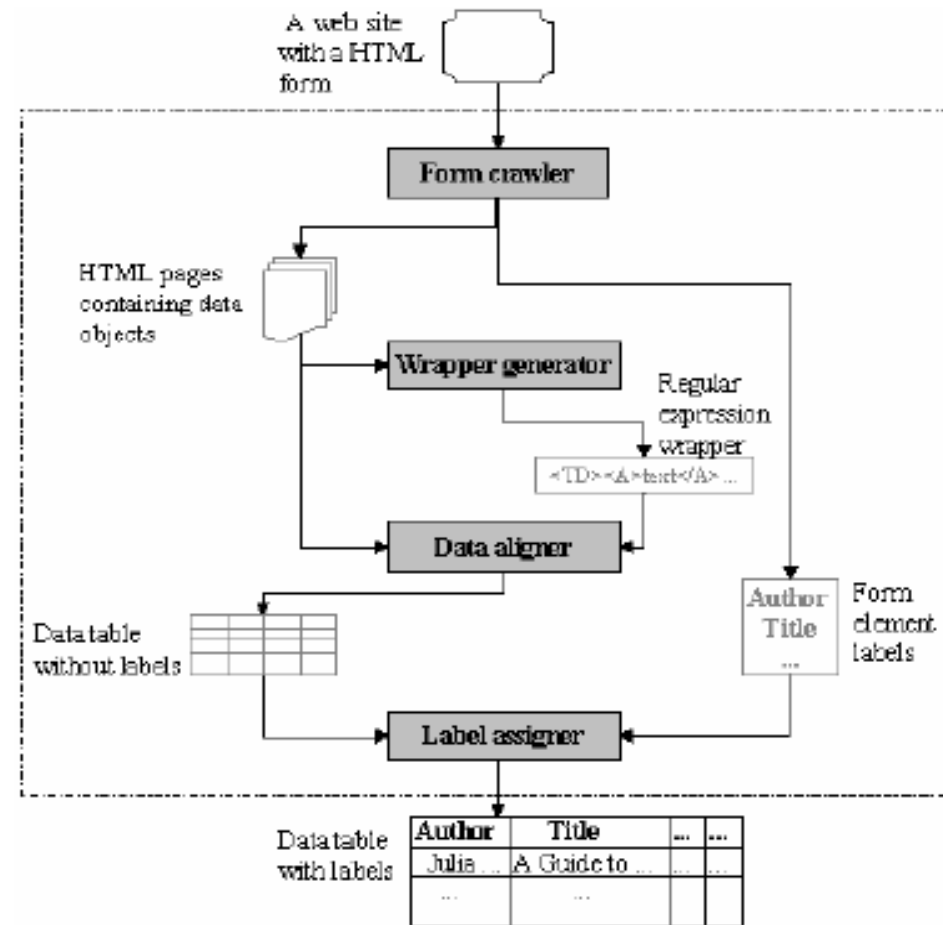 A web site
with a HTML
form
Form crawler
HTML pages
containing data
objects
Wrapper generator
Regular
expression
wrapper
<TD><A>text</A> ...
Data aligner
Author
Title
...
Form
element
labels
Data table
without labels
Label assigner
Data table
with labels
Author Title ... ...
Julia ... A Guide to ... ... ...
... ...